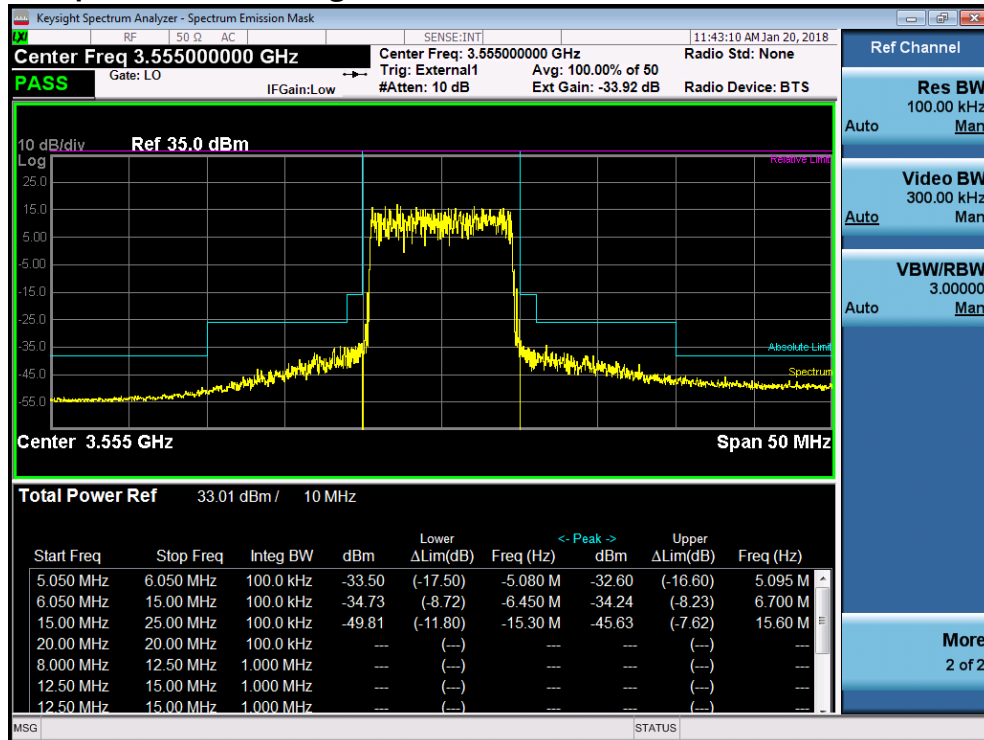 Keysight Spectrum Analyzer - Spectrum Emission Mask
LXI RF 50 Ω AC SENSE:INT 11:43:10 AM Jan 20, 2018
Center Freq 3.555000000 GHz Center Freq: 3.555000000 GHz Radio Std: None
Gate: LO Trig: External1 Avg: 100.00% of 50
PASS IFGain:Low #Atten: 10 dB Ext Gain: -33.92 dB Radio Device: BTS
10 dB/div Ref 35.0 dBm
Log Relative Limit
25.0
15.0
5.00
-5.00
-15.0
-25.0
-35.0 Absolute Limit
-45.0 Spectrum
-55.0
Center 3.555 GHz Span 50 MHz
Total Power Ref 33.01 dBm / 10 MHz
Lower <- Peak -> Upper
Start Freq Stop Freq Integ BW dBm ΔLim(dB) Freq (Hz) dBm ΔLim(dB) Freq (Hz)
5.050 MHz 6.050 MHz 100.0 kHz -33.50 (-17.50) -5.080 M -32.60 (-16.60) 5.095 M
6.050 MHz 15.00 MHz 100.0 kHz -34.73 (-8.72) -6.450 M -34.24 (-8.23) 6.700 M
15.00 MHz 25.00 MHz 100.0 kHz -49.81 (-11.80) -15.30 M -45.63 (-7.62) 15.60 M
20.00 MHz 20.00 MHz 100.0 kHz --- (---) --- --- (---) ---
8.000 MHz 12.50 MHz 1.000 MHz --- (---) --- --- (---) ---
12.50 MHz 15.00 MHz 1.000 MHz --- (---) --- --- (---) ---
12.50 MHz 15.00 MHz 1.000 MHz --- (---) --- --- (---) ---
MSG STATUS
Ref Channel
Res BW
100.00 kHz
Auto Man
Video BW
300.00 kHz
Auto Man
VBW/RBW
3.00000
Auto Man
More
2 of 2